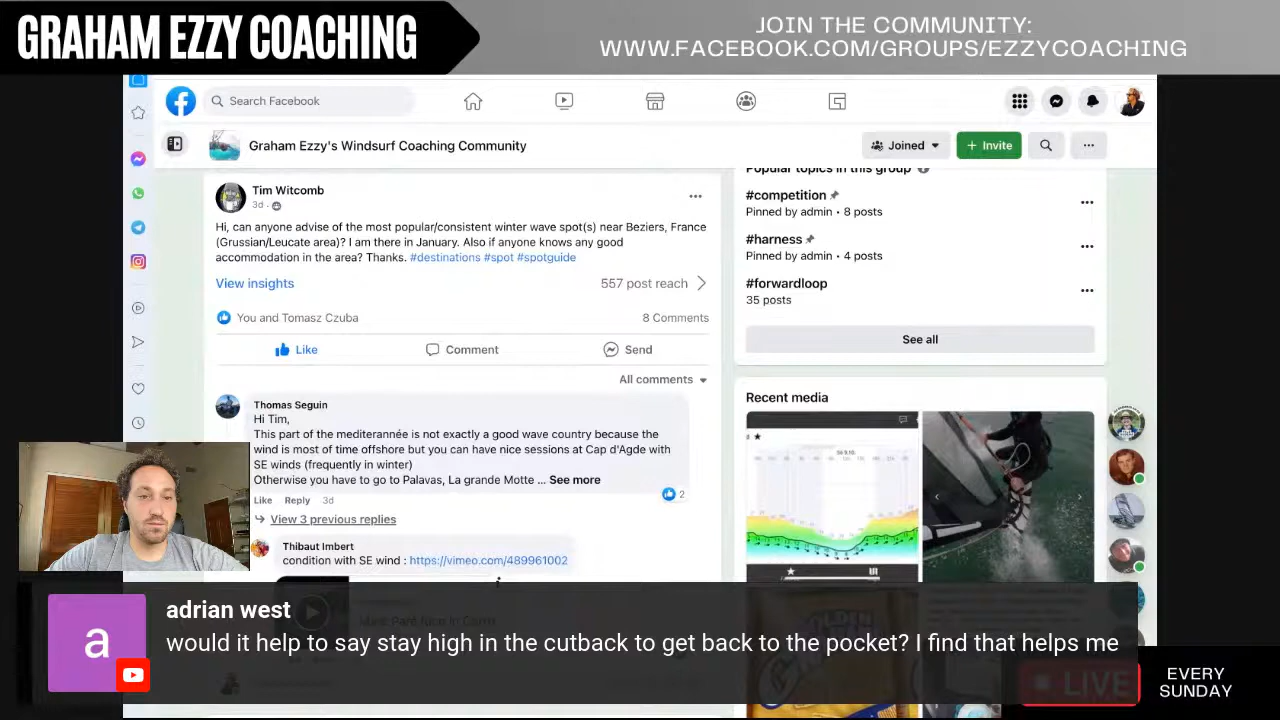 GRAHAM EZZY COACHING
JOIN THE COMMUNITY:
WWW.FACEBOOK.COM/GROUPS/EZZYCOACHING
Search Facebook
Graham Ezzy's Windsurf Coaching Community
Joined
+ Invite
Tim Witcomb
3d
Hi, can anyone advise of the most popular/consistent winter wave spot(s) near Beziers, France
(Grussian/Leucate area)? I am there in January. Also if anyone knows any good
accommodation in the area? Thanks. #destinations #spot #spotguide
View insights
557 post reach
You and Tomasz Czuba
8 Comments
Like
Comment
Send
All comments
Thomas Seguin
Hi Tim,
This part of the mediterannée is not exactly a good wave country because the
wind is most of time offshore but you can have nice sessions at Cap d'Agde with
SE winds (frequently in winter)
Otherwise you have to go to Palavas, La grande Motte ... See more
2
Like Reply 3d
View 3 previous replies
Thibaut Imbert
condition with SE wind : https://vimeo.com/489961002
Popular topics in this group
#competition
Pinned by admin • 8 posts
#harness
Pinned by admin • 4 posts
#forwardloop
35 posts
See all
Recent media
a
adrian west
would it help to say stay high in the cutback to get back to the pocket? I find that helps me
LIVE
EVERY
SUNDAY